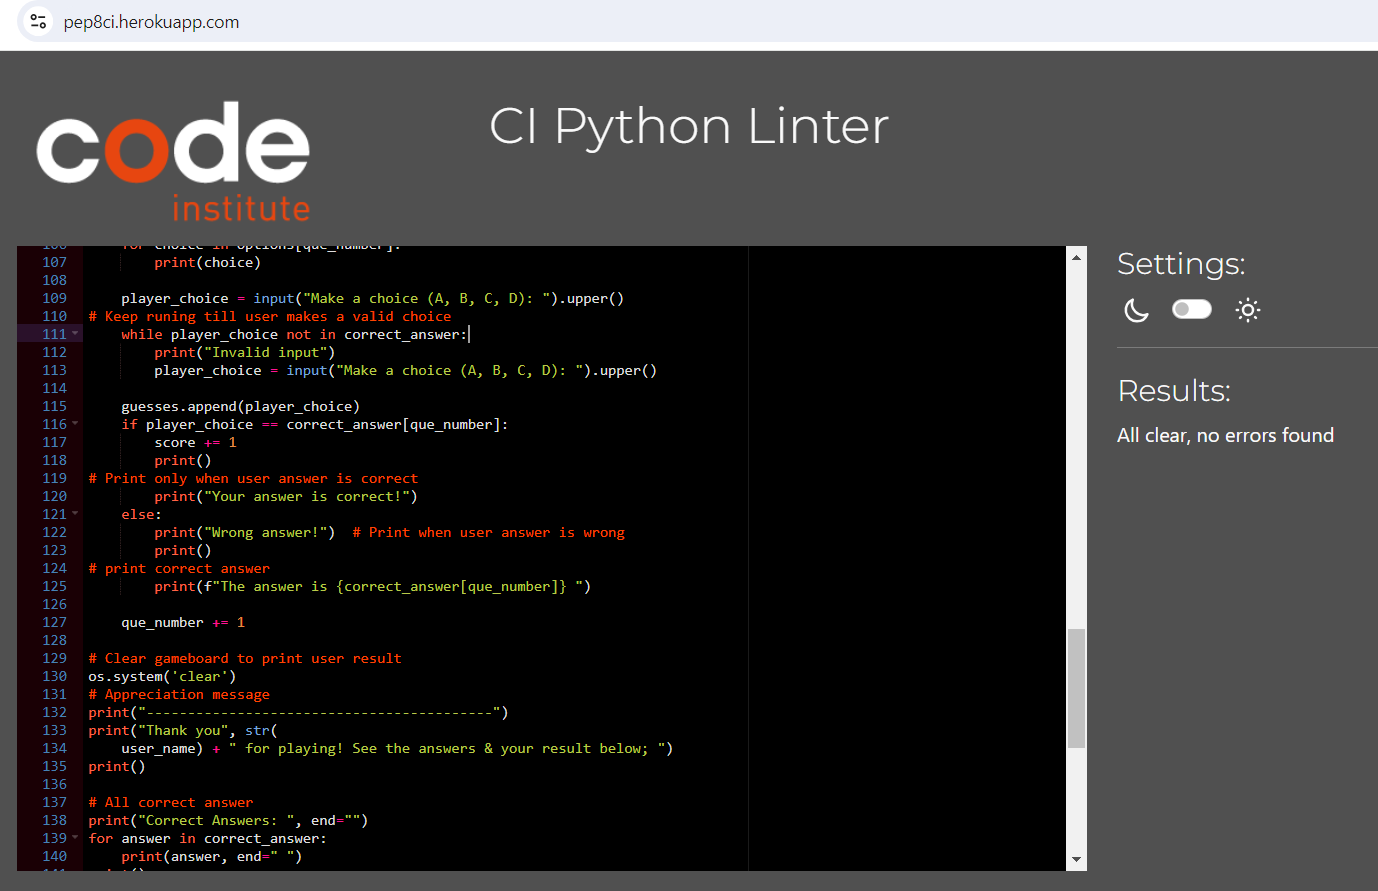 pep8ci.herokuapp.com
code
institute
CI Python Linter
106 for choice in options[que_number]:
107 print(choice)
108
109 player_choice = input("Make a choice (A, B, C, D): ").upper()
110 # Keep runing till user makes a valid choice
111 while player_choice not in correct_answer:
112 print("Invalid input")
113 player_choice = input("Make a choice (A, B, C, D): ").upper()
114
115 guesses.append(player_choice)
116 if player_choice == correct_answer[que_number]:
117 score += 1
118 print()
119 # Print only when user answer is correct
120 print("Your answer is correct!")
121 else:
122 print("Wrong answer!")  # Print when user answer is wrong
123 print()
124 # print correct answer
125 print(f"The answer is {correct_answer[que_number]} ")
126
127 que_number += 1
128
129 # Clear gameboard to print user result
130 os.system('clear')
131 # Appreciation message
132 print("------------------------------------------")
133 print("Thank you", str(
134 user_name) + " for playing! See the answers & your result below; ")
135 print()
136
137 # All correct answer
138 print("Correct Answers: ", end="")
139 for answer in correct_answer:
140 print(answer, end=" ")
Settings:
Results:
All clear, no errors found